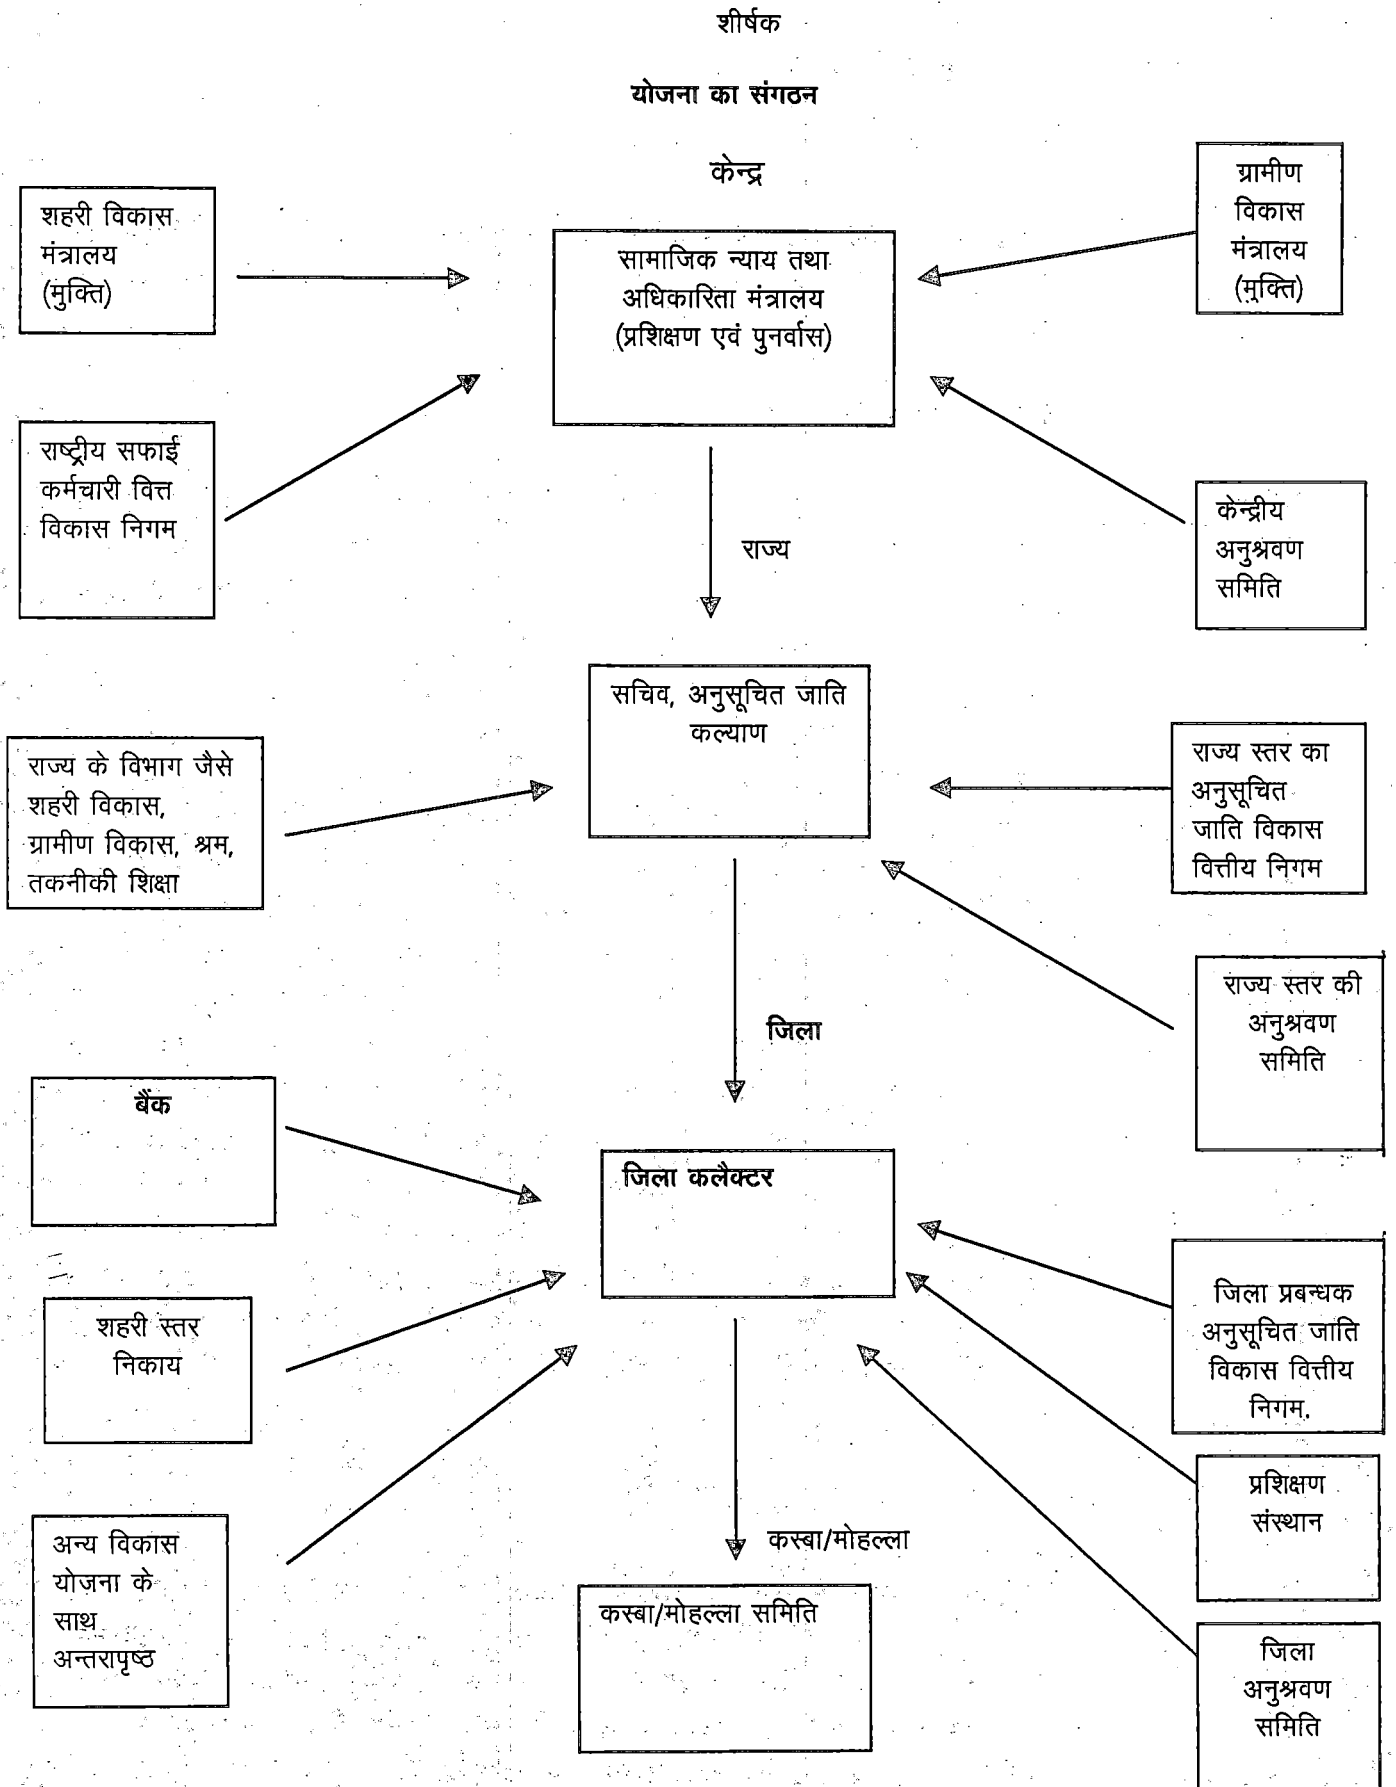 शीर्षक
योजना का संगठन
केन्द्र
शहरी विकास
मंत्रालय
(मुक्ति)
सामाजिक न्याय तथा
अधिकारिता मंत्रालय
(प्रशिक्षण एवं पुनर्वास)
ग्रामीण
विकास
मंत्रालय
(मुक्ति)
राष्ट्रीय सफाई
कर्मचारी वित्त
विकास निगम
केन्द्रीय
अनुश्रवण
समिति
राज्य
सचिव, अनुसूचित जाति
कल्याण
राज्य के विभाग जैसे
शहरी विकास,
ग्रामीण विकास, श्रम,
तकनीकी शिक्षा
राज्य स्तर का
अनुसूचित
जाति विकास
वित्तीय निगम
राज्य स्तर की
अनुश्रवण
समिति
जिला
बैंक
जिला कलैक्टर
शहरी स्तर
निकाय
जिला प्रबन्धक
अनुसूचित जाति
विकास वित्तीय
निगम.
प्रशिक्षण
संस्थान
अन्य विकास
योजना के
साथ
अन्तरापृष्ठ
कस्बा/मोहल्ला
कस्बा/मोहल्ला समिति
जिला
अनुश्रवण
समिति